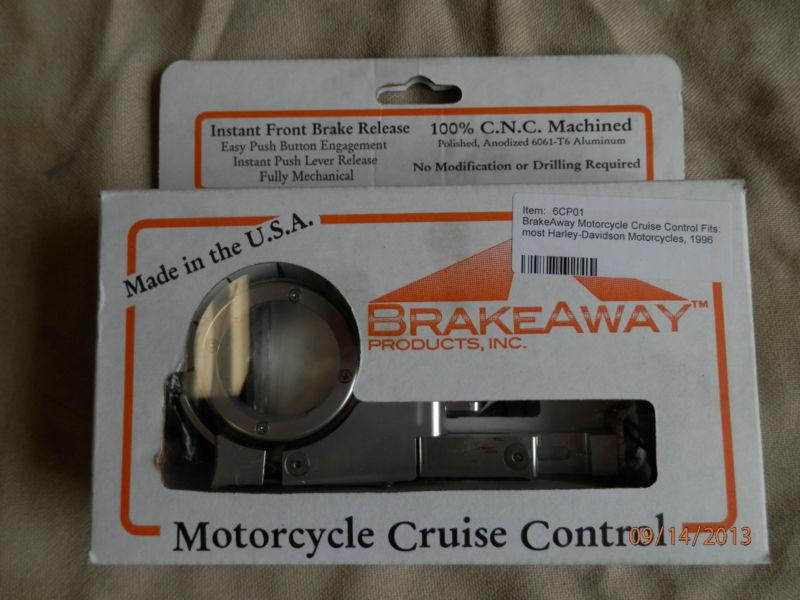 Instant Front Brake Release
Easy Push Button Engagement
Instant Push Lever Release
Fully Mechanical
100% C.N.C. Machined
Polished, Anodized 6061-T6 Aluminum
No Modification or Drilling Required
Made in the U.S.A.
Item: 6CP01
BrakeAway Motorcycle Cruise Control Fits:
most Harley-Davidson Motorcycles, 1996
BRAKEAWAY™
PRODUCTS, INC.
Motorcycle Cruise Control
09/14/2013